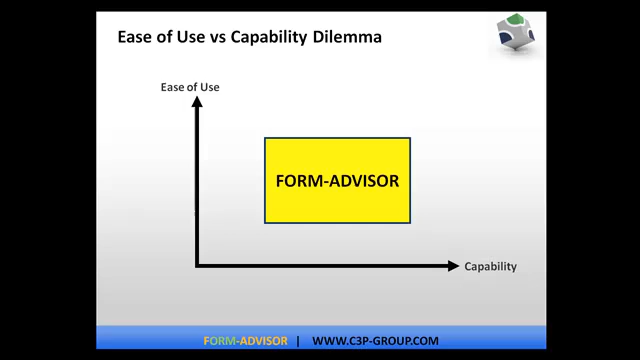 Ease of Use vs Capability Dilemma
Ease of Use
FORM-ADVISOR
Capability
FORM-ADVISOR | WWW.C3P-GROUP.COM